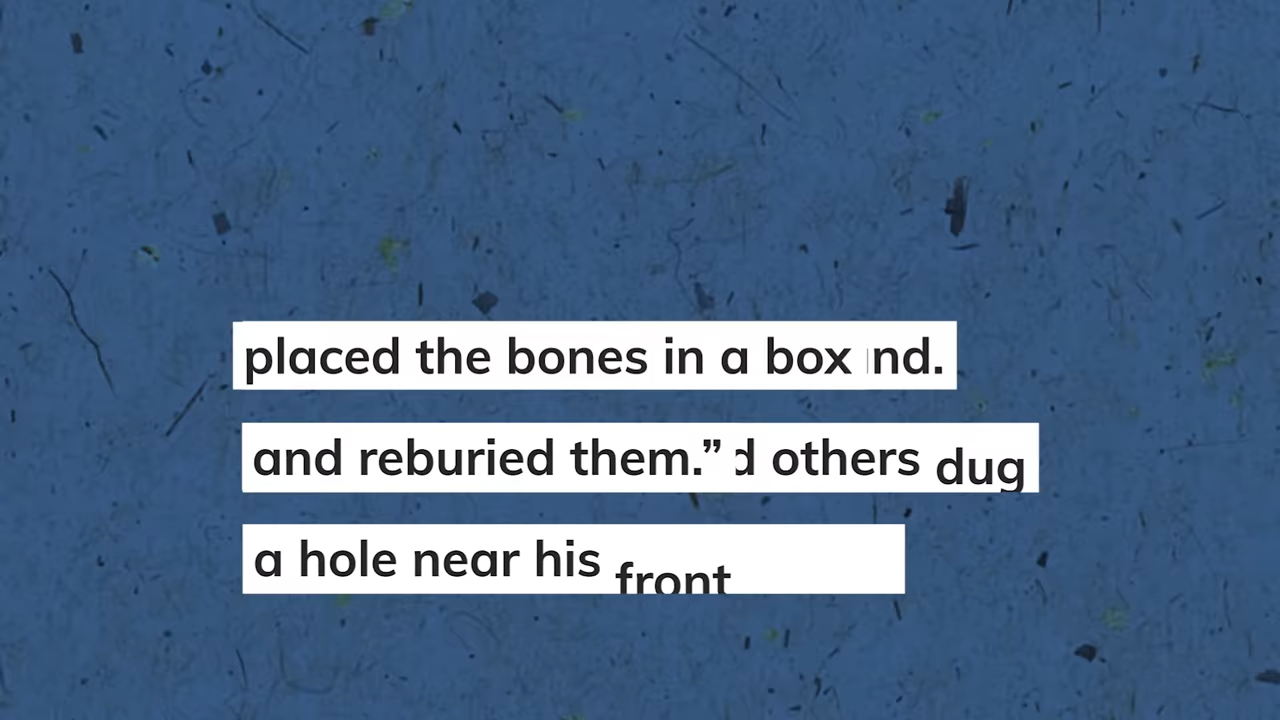 placed the bones in a box nd.
and reburied them.” d others dug
a hole near his front